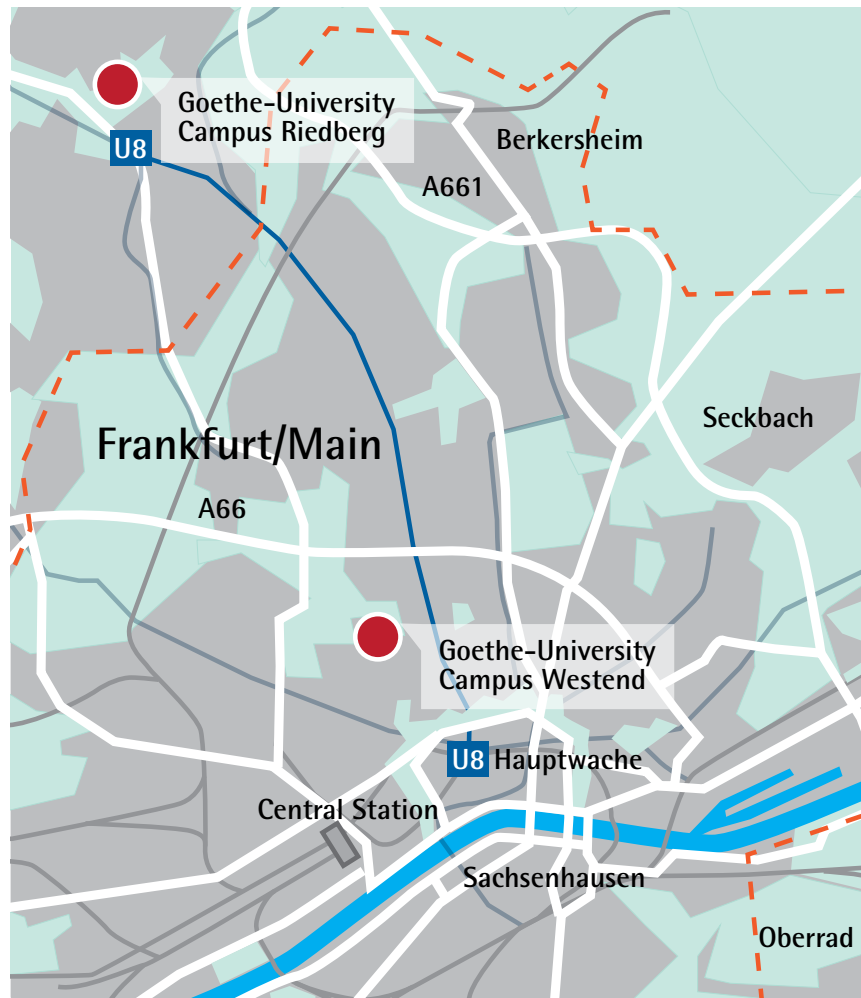 Goethe-University
Campus Riedberg
U8
Berkersheim
A661
Seckbach
Frankfurt/Main
A66
Goethe-University
Campus Westend
U8 Hauptwache
Central Station
Sachsenhausen
Oberrad